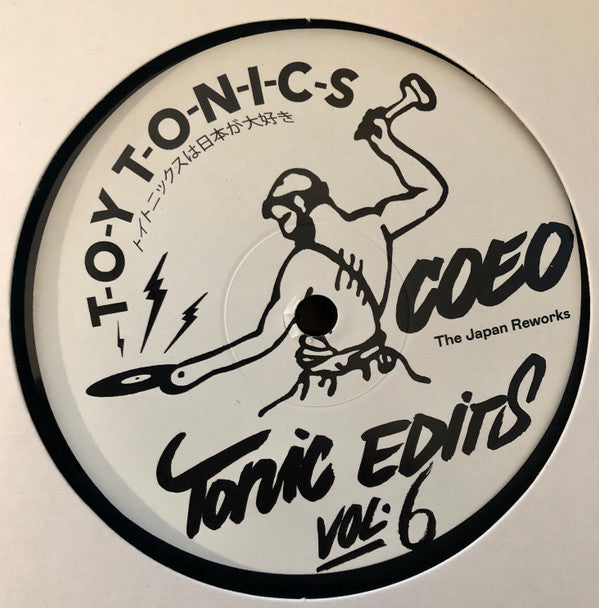 T-O-Y T-O-N-I-C-S
トイトニックスは日本が大好き
COEO
The Japan Reworks
Tonic EDiTS
VOL. 6